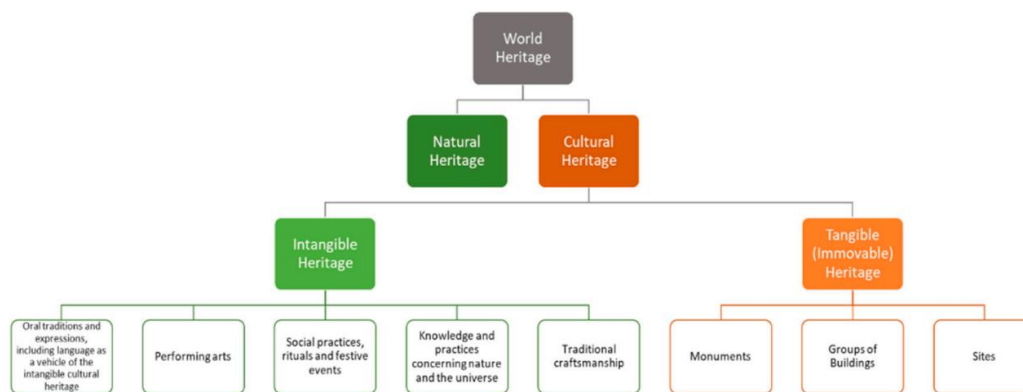 World
Heritage
Natural
Heritage
Cultural
Heritage
Intangible
Heritage
Tangible
(Immovable)
Heritage
Oral traditions and
expressions,
including language as
a vehicle of the
intangible cultural
heritage
Performing arts
Social practices,
rituals and festive
events
Knowledge and
practices
concerning nature
and the universe
Traditional
craftsmanship
Monuments
Groups of
Buildings
Sites